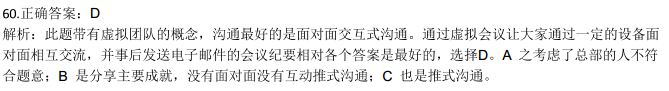 60.正确答案：D
解析：此题带有虚拟团队的概念，沟通最好的是面对面交互式沟通。通过虚拟会议让大家通过一定的设备面
对面相互交流，并事后发送电子邮件的会议纪要相对各个答案是最好的，选择D。A 之考虑了总部的人不符
合题意；B 是分享主要成就，没有面对面没有互动推式沟通；C 也是推式沟通。